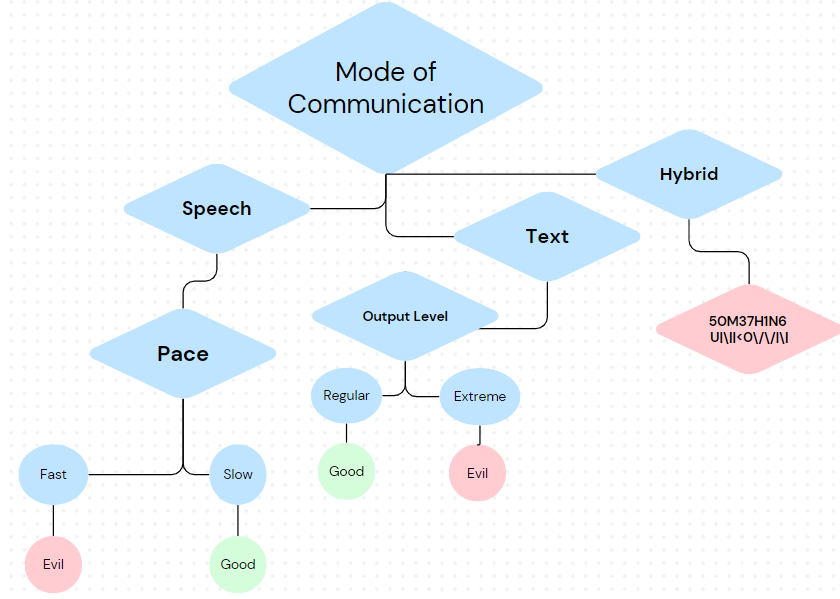 Mode of
Communication
Hybrid
Speech
Text
Output Level
50M37H1N6
U|\||<0\/\/|\|
Pace
Regular
Extreme
Good
Evil
Fast
Slow
Evil
Good